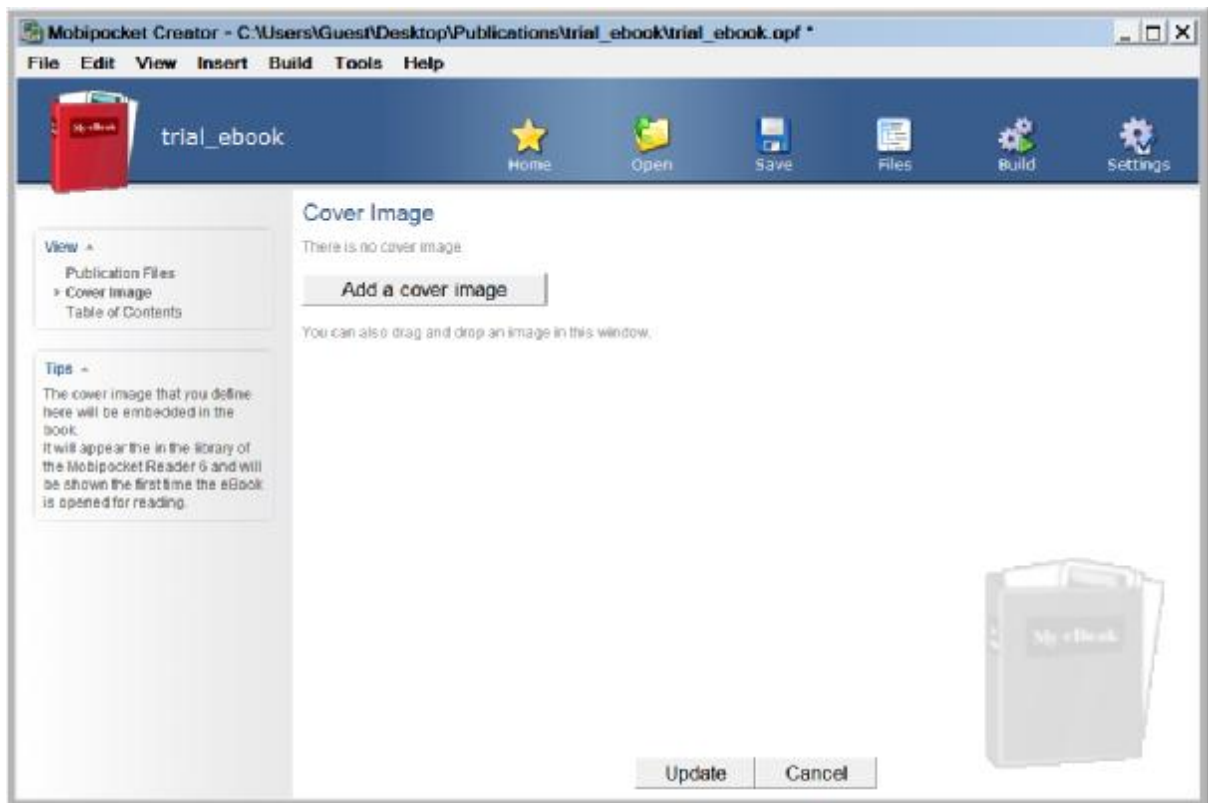 Mobipocket Creator - C:\Users\Guest\Desktop\Publications\trial_ebook\trial_ebook.opf *
File Edit View Insert Build Tools Help
My eBook
trial_ebook
Home Open Save Files Build Settings
Cover Image
There is no cover image
Add a cover image
You can also drag and drop an image in this window.
View
Publication Files
Cover Image
Table of Contents
Tips
The cover image that you define
here will be embedded in the
book.
It will appear the in the library of
the Mobipocket Reader 6 and will
be shown the first time the eBook
is opened for reading.
My eBook
Update Cancel